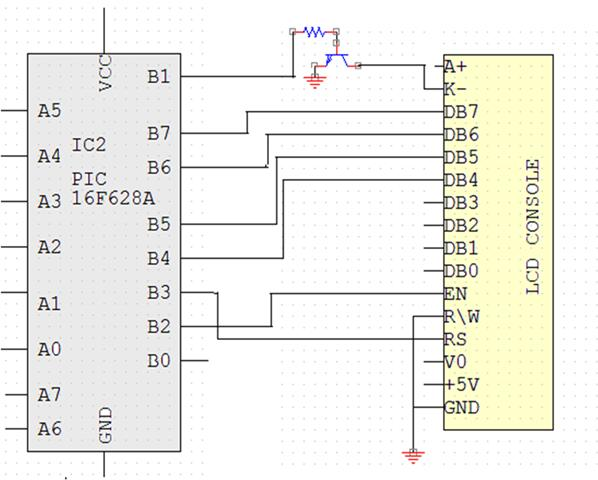 VCC
B1
A5
B7
IC2
A4
B6
PIC
16F628A
A3
B5
A2
B4
B3
A1
B2
A0
B0
A7
A6
GND
A+
K-
DB7
DB6
DB5
DB4
DB3
DB2
DB1
DB0
EN
R\W
RS
V0
+5V
GND
LCD CONSOLE